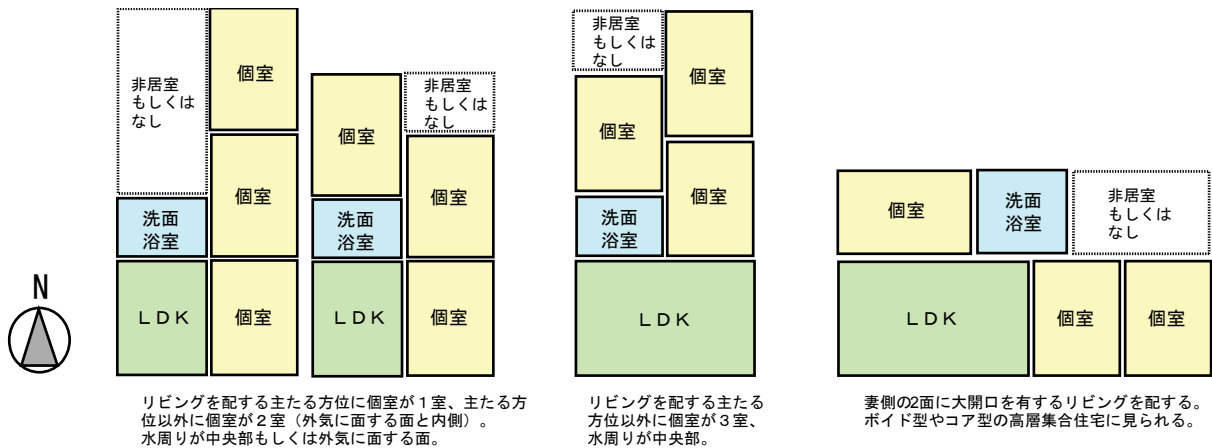 非居室
もしくは
なし
個室
個室
洗面
浴室
LDK
個室
個室
非居室
もしくは
なし
洗面
浴室
個室
LDK
個室
リビングを配する主たる方位に個室が1室、主たる方
位以外に個室が2室（外気に面する面と内側）。
水周りが中央部もしくは外気に面する面。
非居室
もしくは
なし
個室
個室
個室
洗面
浴室
LDK
リビングを配する主たる
方位以外に個室が3室、
水周りが中央部。
個室
洗面
浴室
非居室
もしくは
なし
LDK
個室
個室
妻側の2面に大開口を有するリビングを配する。
ボイド型やコア型の高層集合住宅に見られる。
N